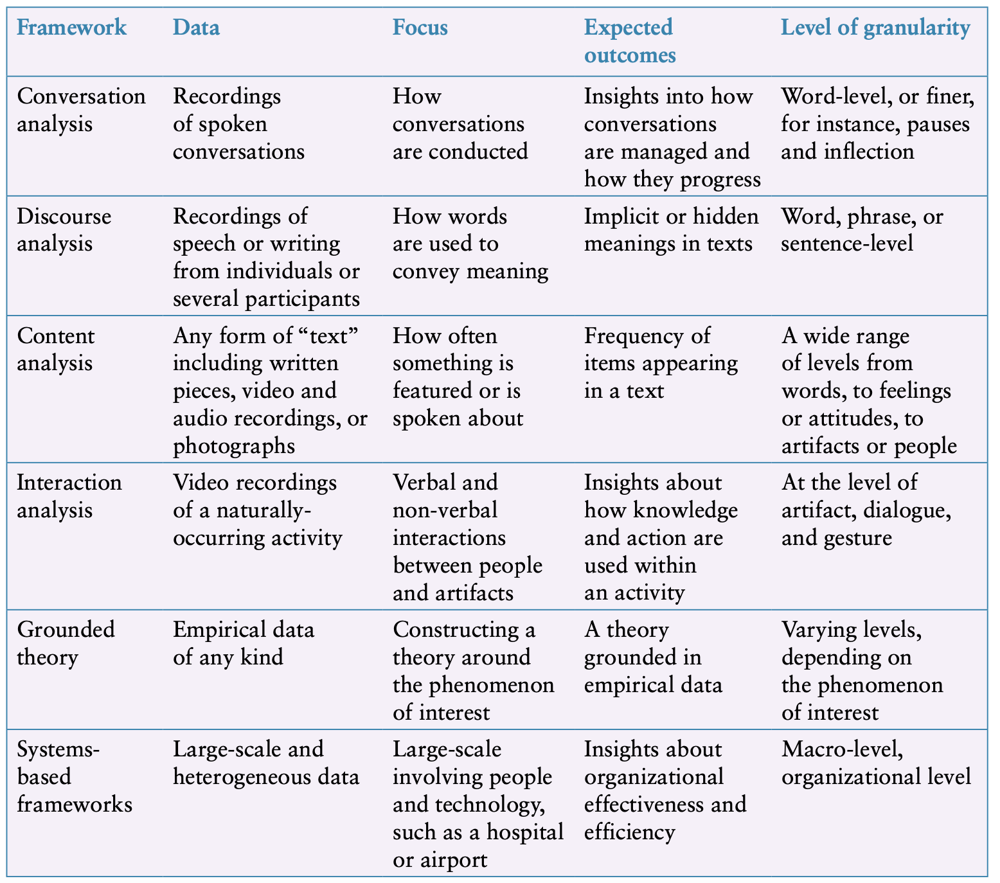 Framework Data Focus Expected outcomes Level of granularity
Conversation analysis
Recordings of spoken conversations
How conversations are conducted
Insights into how conversations are managed and how they progress
Word-level, or finer, for instance, pauses and inflection
Discourse analysis
Recordings of speech or writing from individuals or several participants
How words are used to convey meaning
Implicit or hidden meanings in texts
Word, phrase, or sentence-level
Content analysis
Any form of “text” including written pieces, video and audio recordings, or photographs
How often something is featured or is spoken about
Frequency of items appearing in a text
A wide range of levels from words, to feelings or attitudes, to artifacts or people
Interaction analysis
Video recordings of a naturally-occurring activity
Verbal and non-verbal interactions between people and artifacts
Insights about how knowledge and action are used within an activity
At the level of artifact, dialogue, and gesture
Grounded theory
Empirical data of any kind
Constructing a theory around the phenomenon of interest
A theory grounded in empirical data
Varying levels, depending on the phenomenon of interest
Systems-based frameworks
Large-scale and heterogeneous data
Large-scale involving people and technology, such as a hospital or airport
Insights about organizational effectiveness and efficiency
Macro-level, organizational level